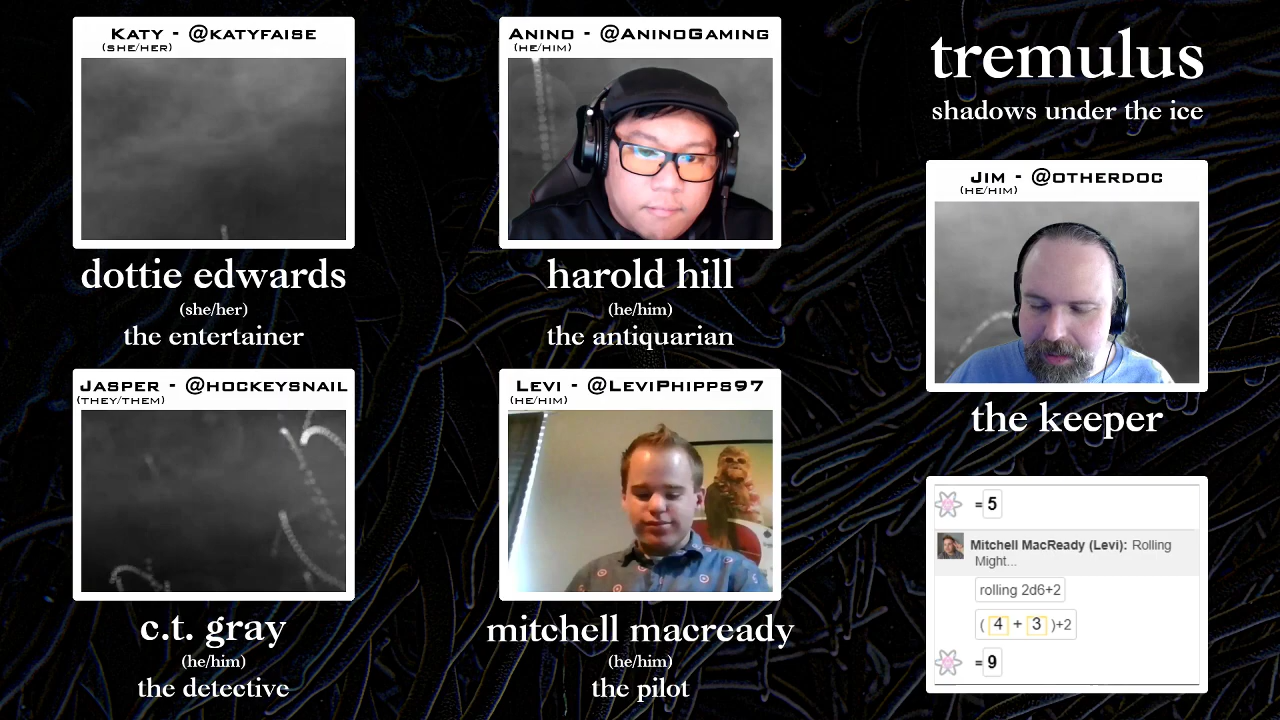 Katy - @katyfaise
(she/her)
dottie edwards
(she/her)
the entertainer
Anino - @AninoGaming
(he/him)
harold hill
(he/him)
the antiquarian
tremulus
shadows under the ice
Jim - @otherdoc
(he/him)
the keeper
Jasper - @hockeysnail
(they/them)
c.t. gray
(he/him)
the detective
Levi - @LeviPhipps97
(he/him)
mitchell macready
(he/him)
the pilot
=5
Mitchell MacReady (Levi): Rolling
Might...
rolling 2d6+2
( 4 + 3 )+2
=9